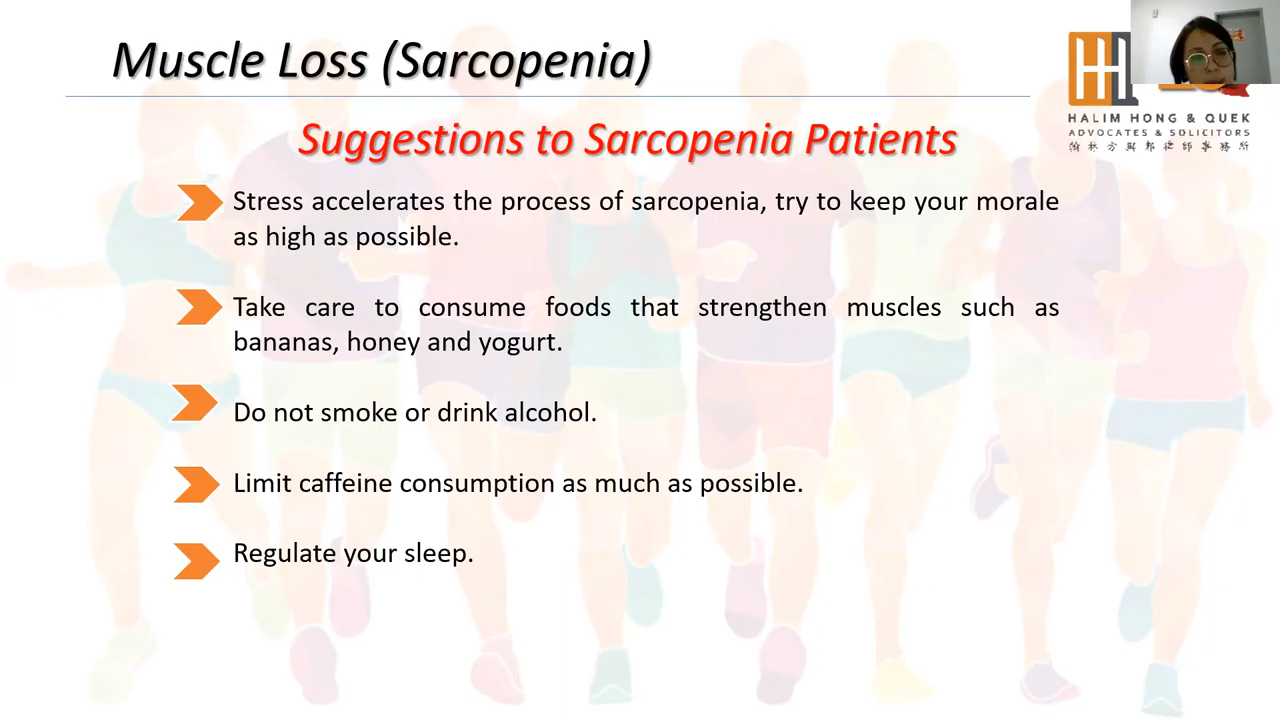 Muscle Loss (Sarcopenia)
HALIM HONG & QUEK
ADVOCATES & SOLICITORS
Suggestions to Sarcopenia Patients
Stress accelerates the process of sarcopenia, try to keep your morale
as high as possible.
Take care to consume foods that strengthen muscles such as
bananas, honey and yogurt.
Do not smoke or drink alcohol.
Limit caffeine consumption as much as possible.
Regulate your sleep.